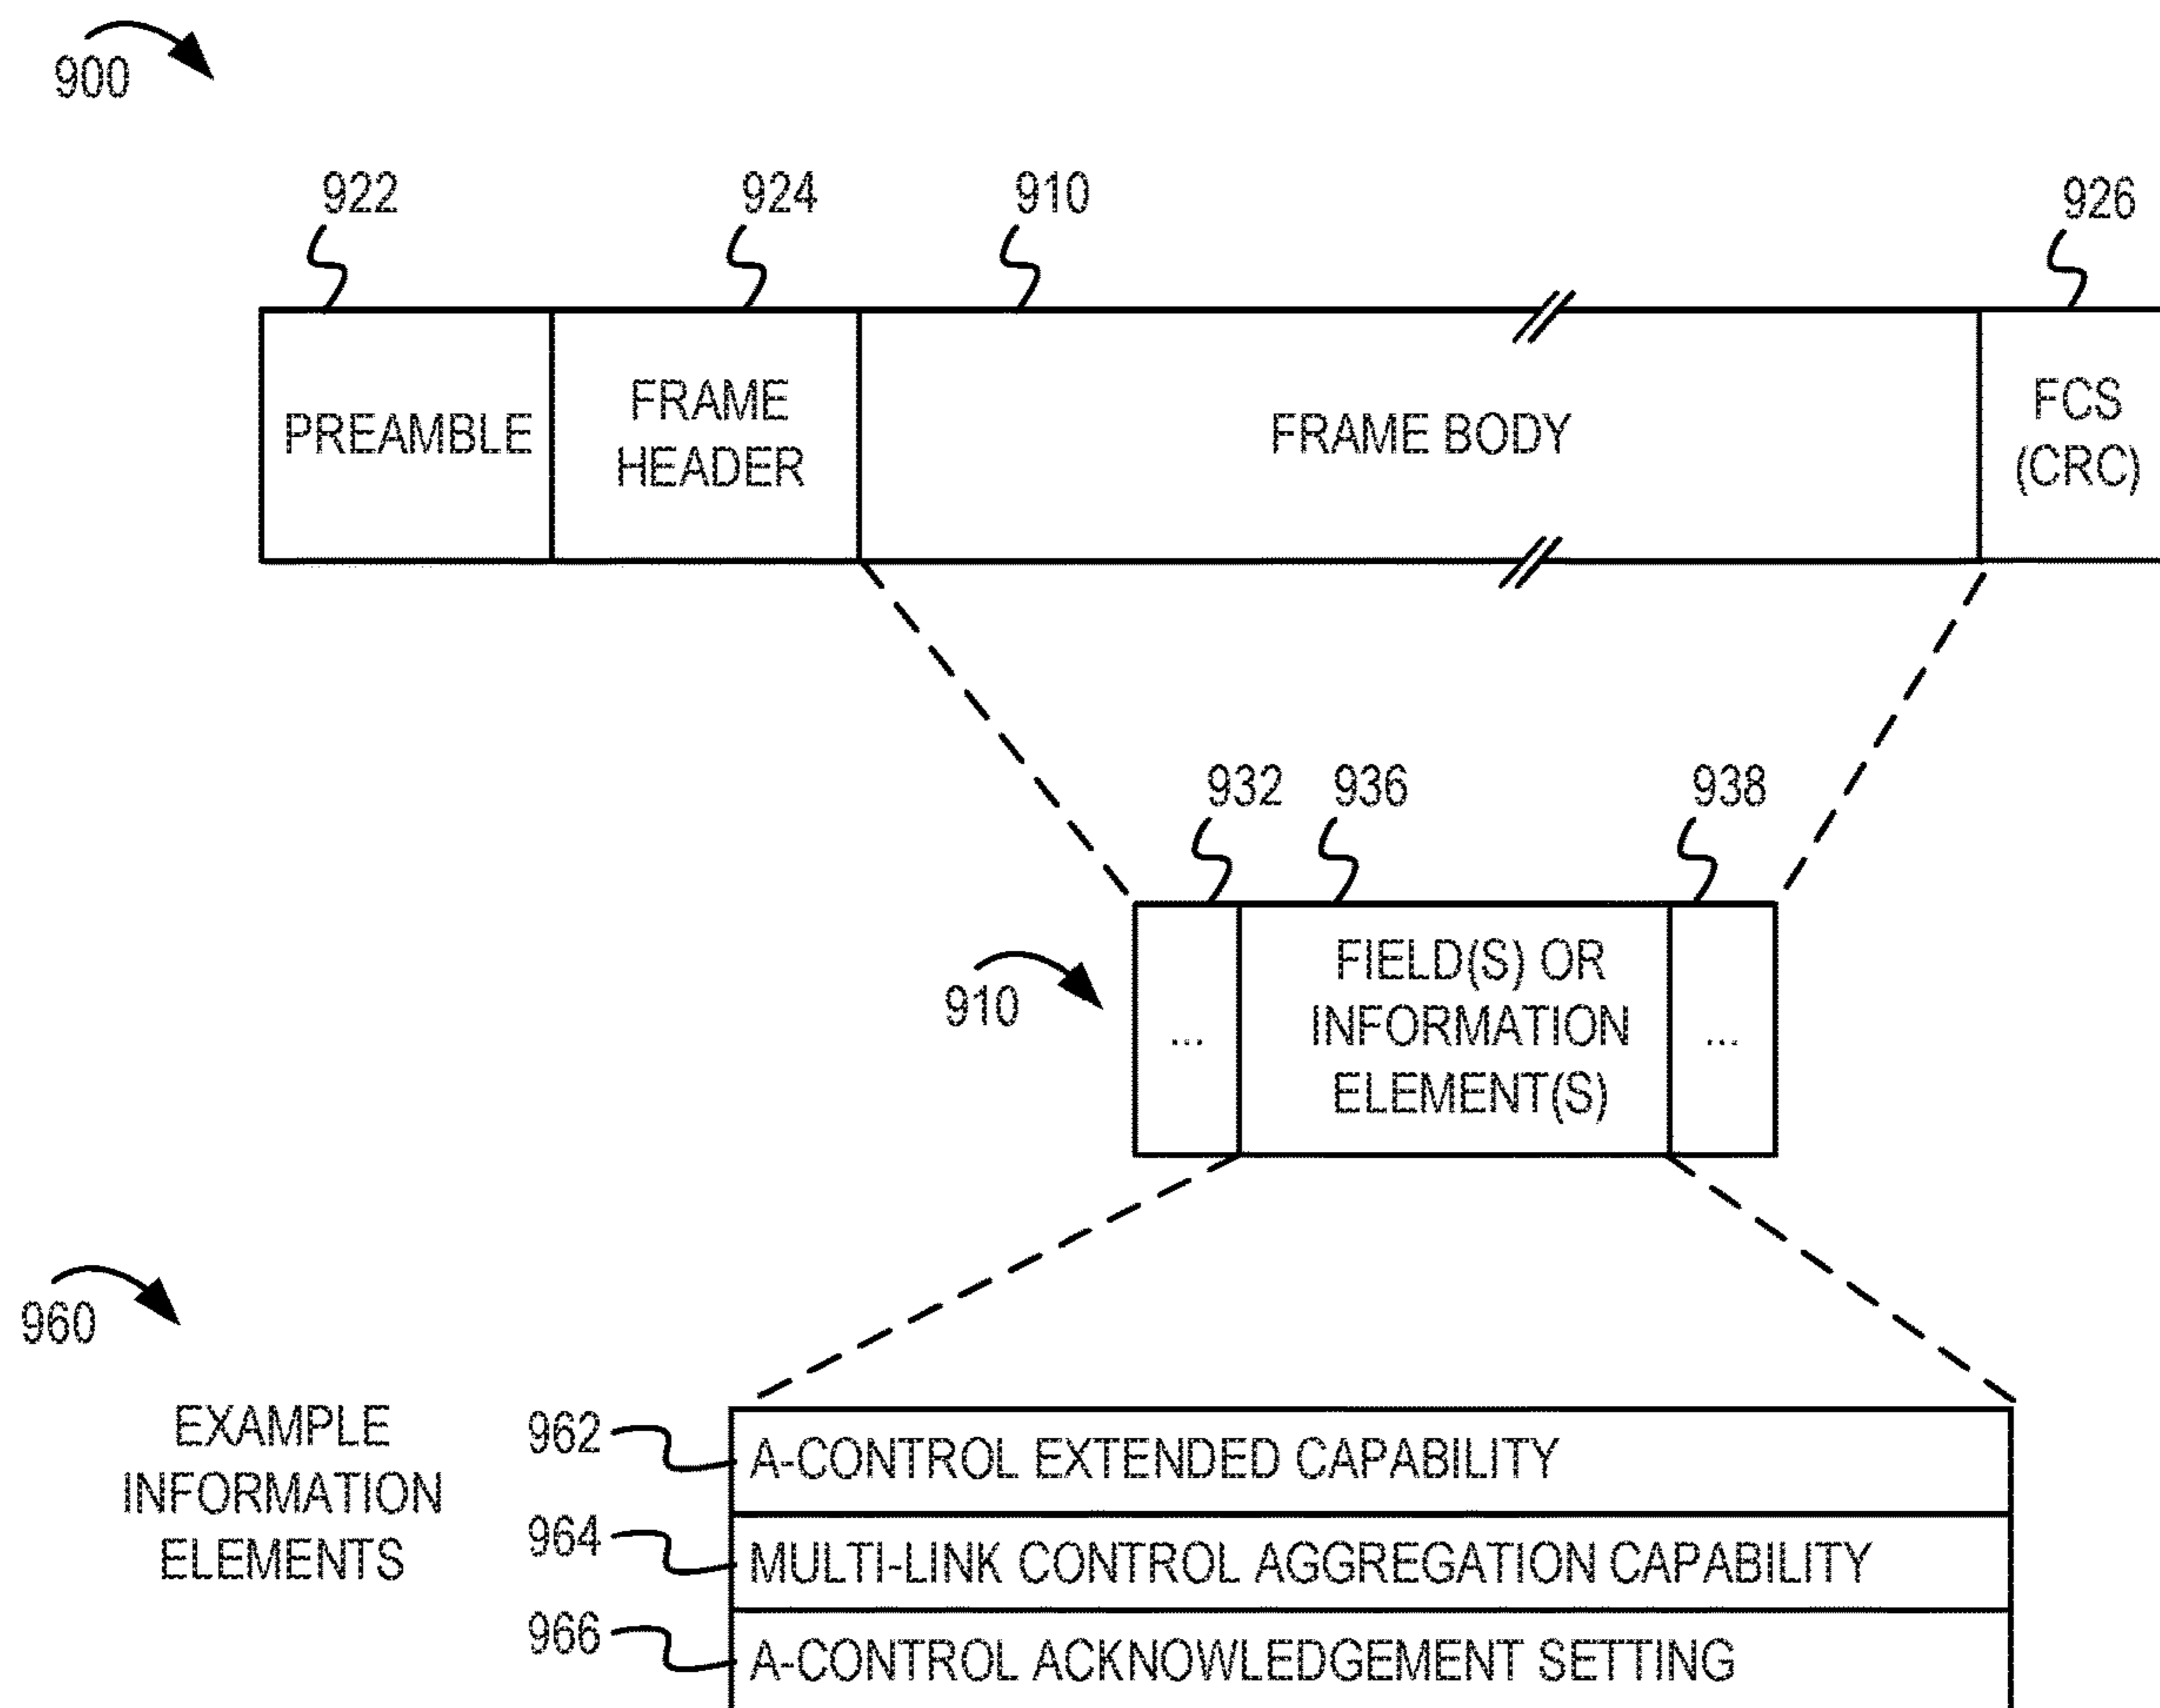 900
922 924 910 926
PREAMBLE
FRAME
HEADER
FRAME BODY
FCS
(CRC)
932 936 938
910
...
FIELD(S) OR
INFORMATION
ELEMENT(S)
...
960
EXAMPLE
INFORMATION
ELEMENTS
962 A-CONTROL EXTENDED CAPABILITY
964 MULTI-LINK CONTROL AGGREGATION CAPABILITY
966 A-CONTROL ACKNOWLEDGEMENT SETTING